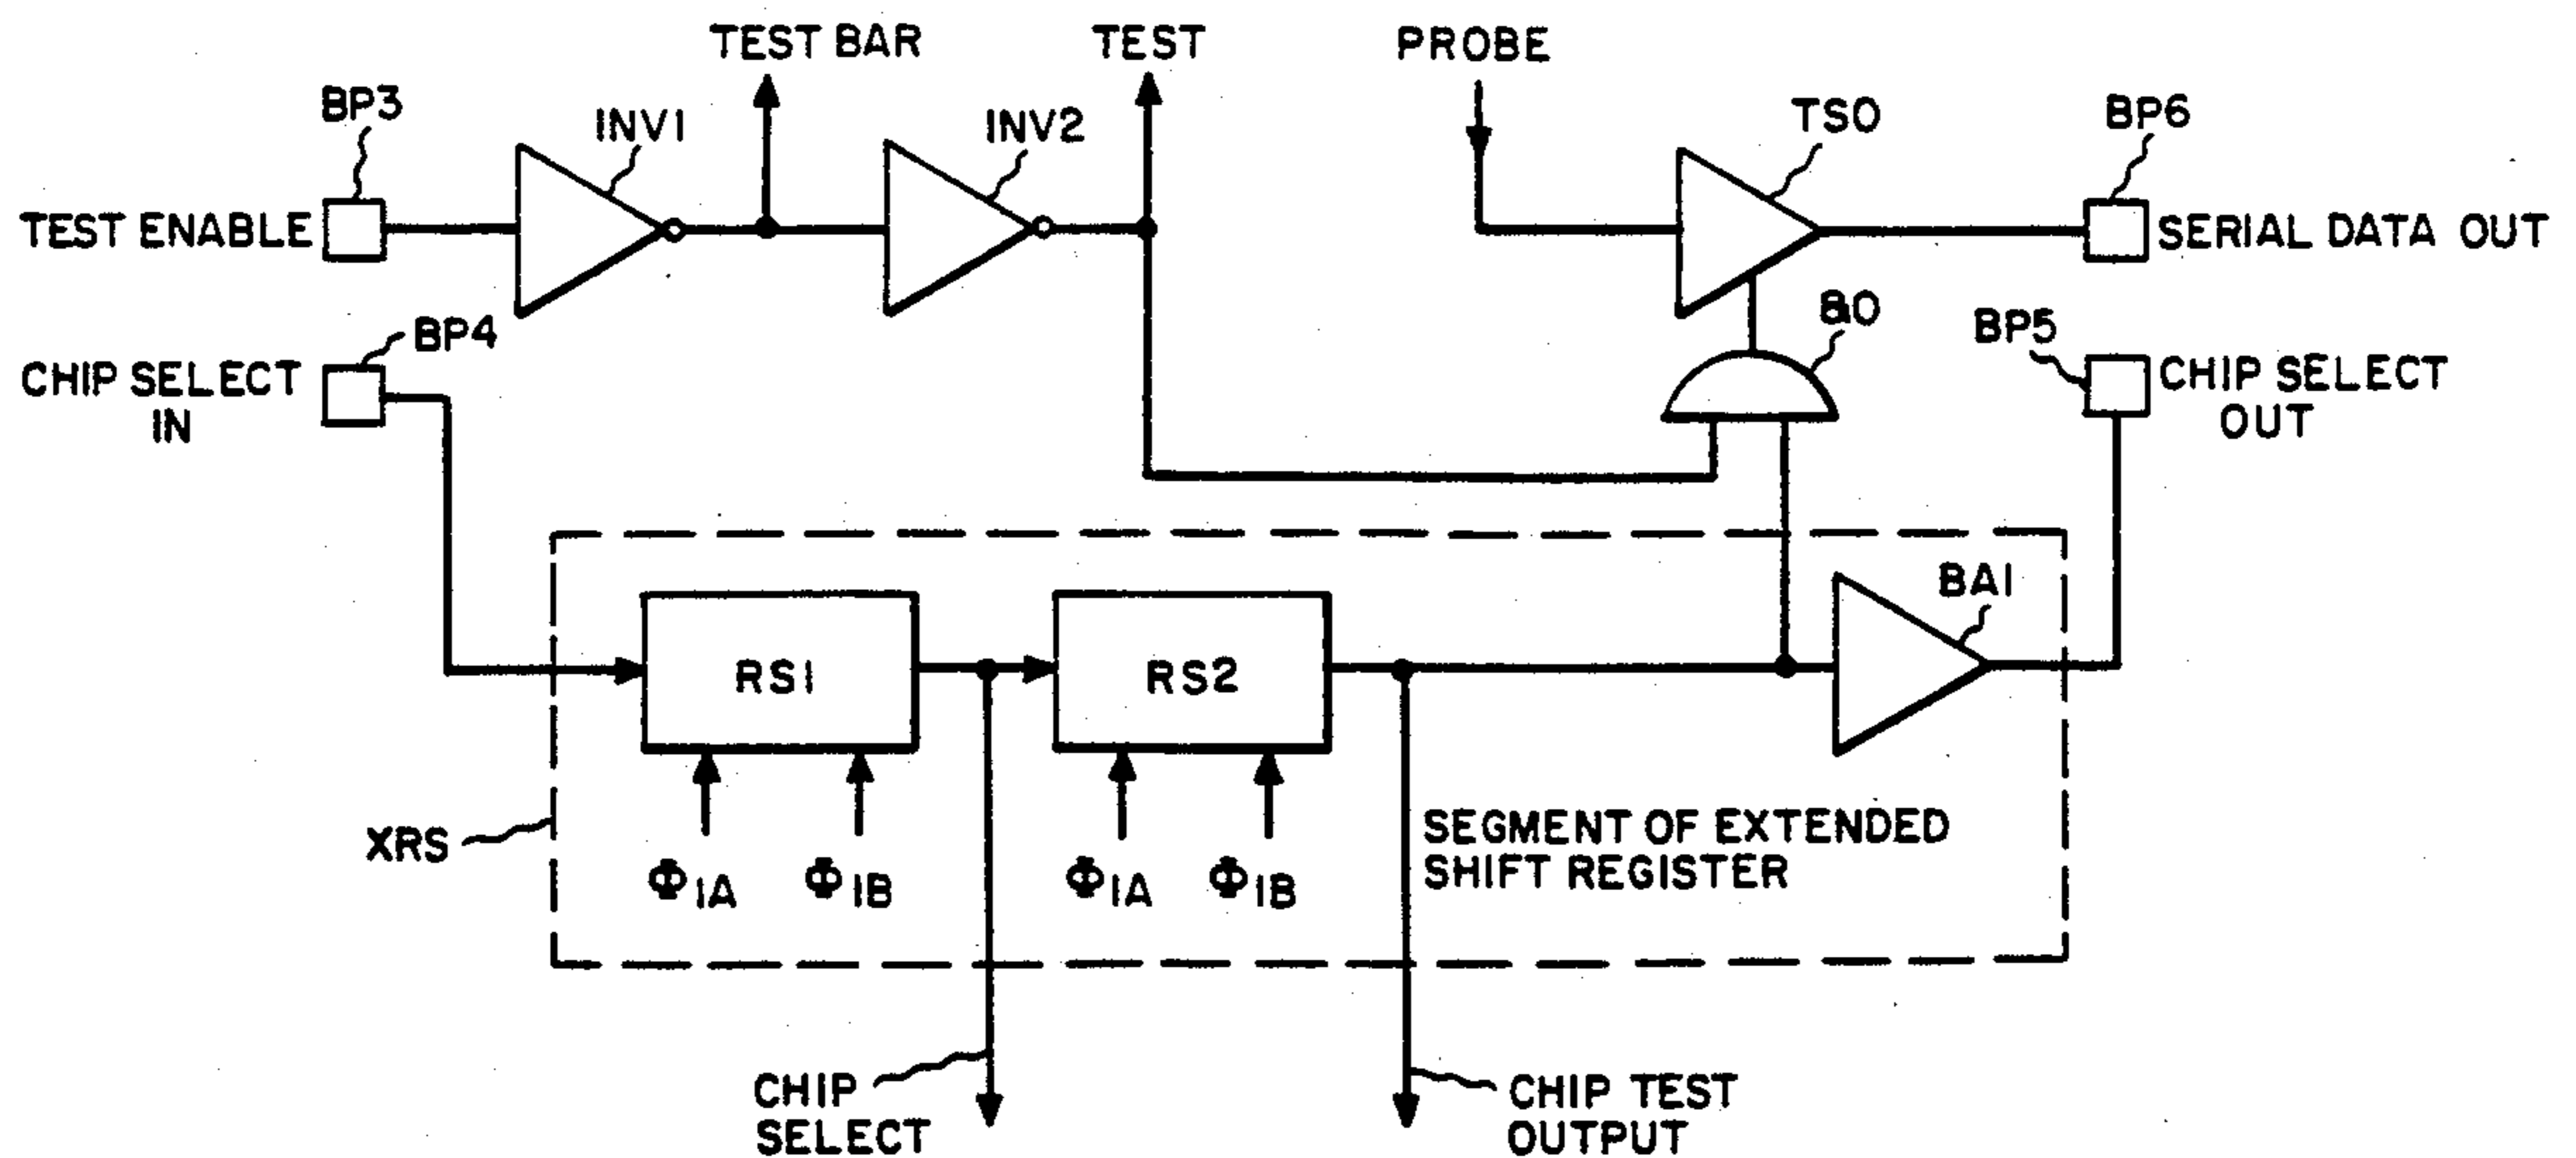 TEST BAR
TEST
PROBE
BP3
INV1
INV2
TSO
BP6
TEST ENABLE
SERIAL DATA OUT
&O
BP4
BP5
CHIP SELECT
IN
CHIP SELECT
OUT
BA1
RS1
RS2
XRS
Φ1A
Φ1B
Φ1A
Φ1B
SEGMENT OF EXTENDED
SHIFT REGISTER
CHIP
SELECT
CHIP TEST
OUTPUT